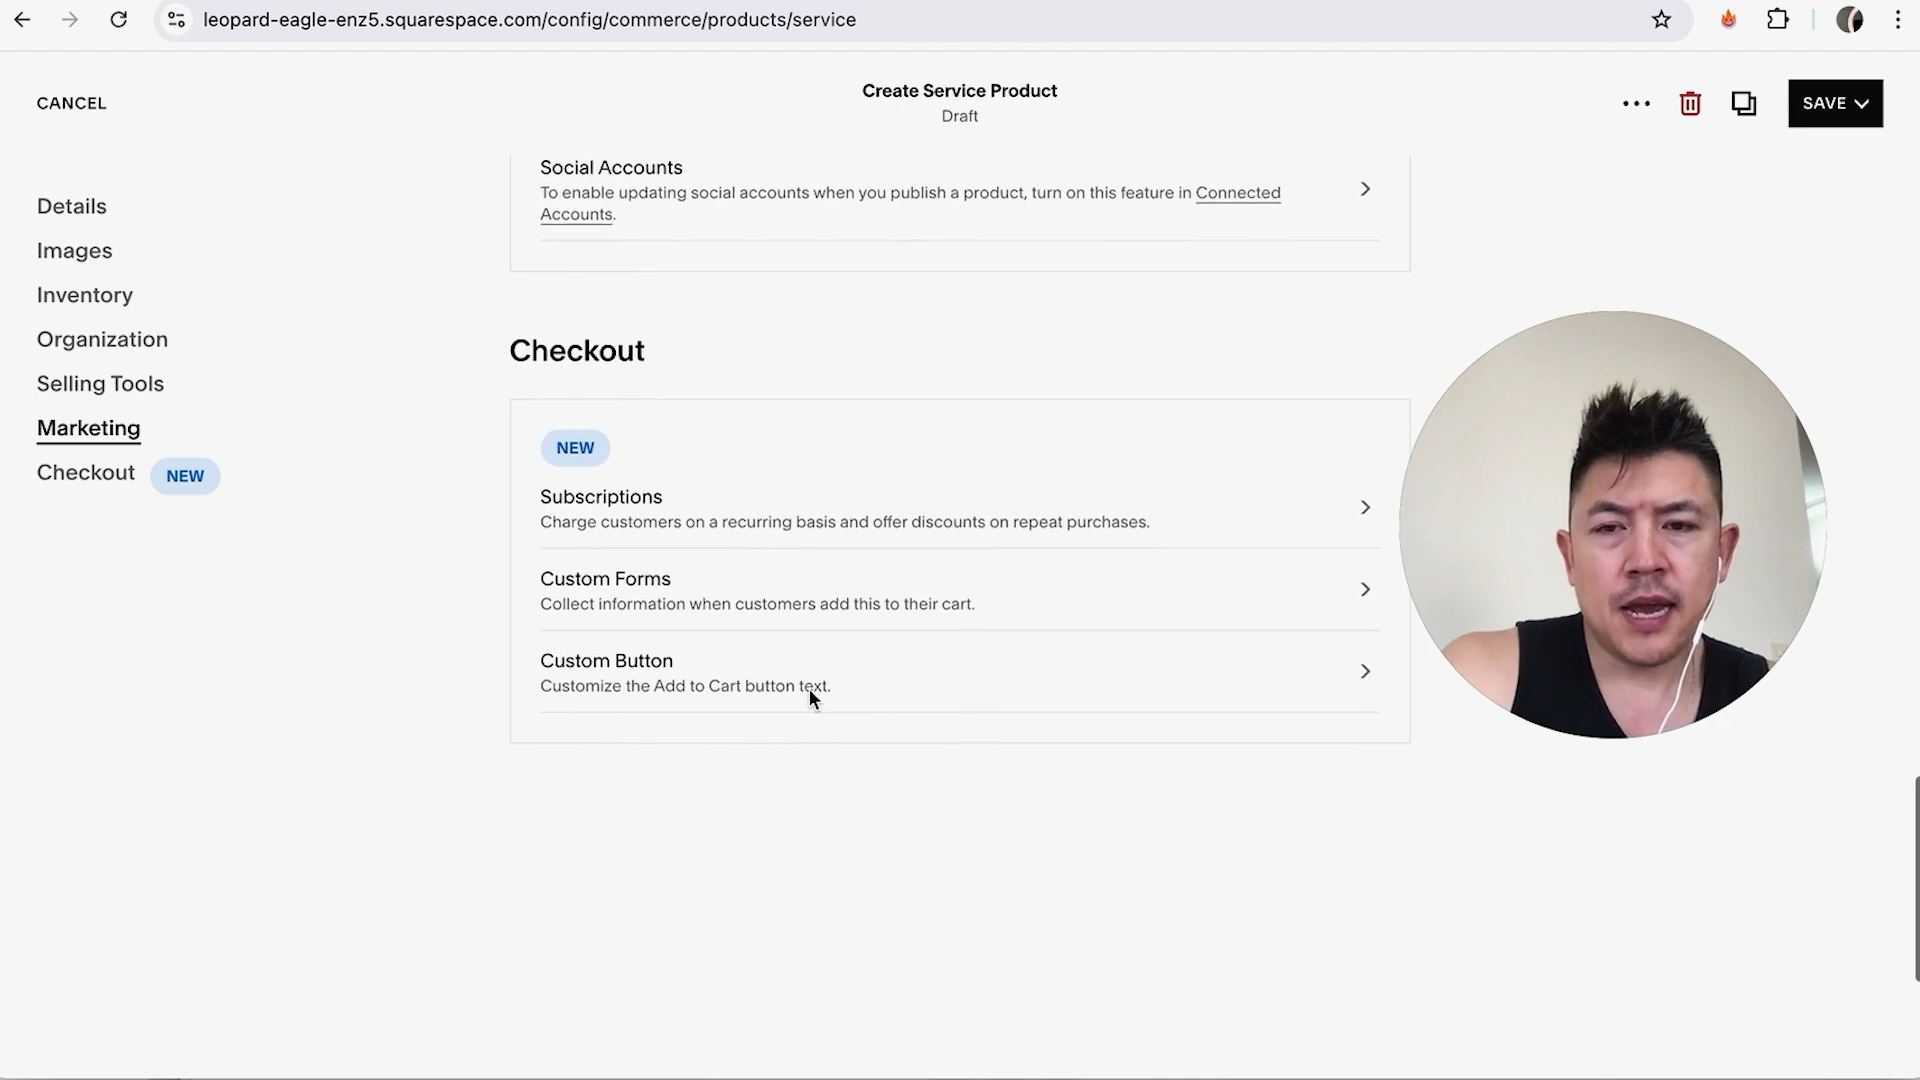 leopard-eagle-enz5.squarespace.com/config/commerce/products/service
CANCEL
Create Service Product
Draft
SAVE
Details
Images
Inventory
Organization
Selling Tools
Marketing
Checkout NEW
Social Accounts
To enable updating social accounts when you publish a product, turn on this feature in Connected
Accounts.
Checkout
NEW
Subscriptions
Charge customers on a recurring basis and offer discounts on repeat purchases.
Custom Forms
Collect information when customers add this to their cart.
Custom Button
Customize the Add to Cart button text.